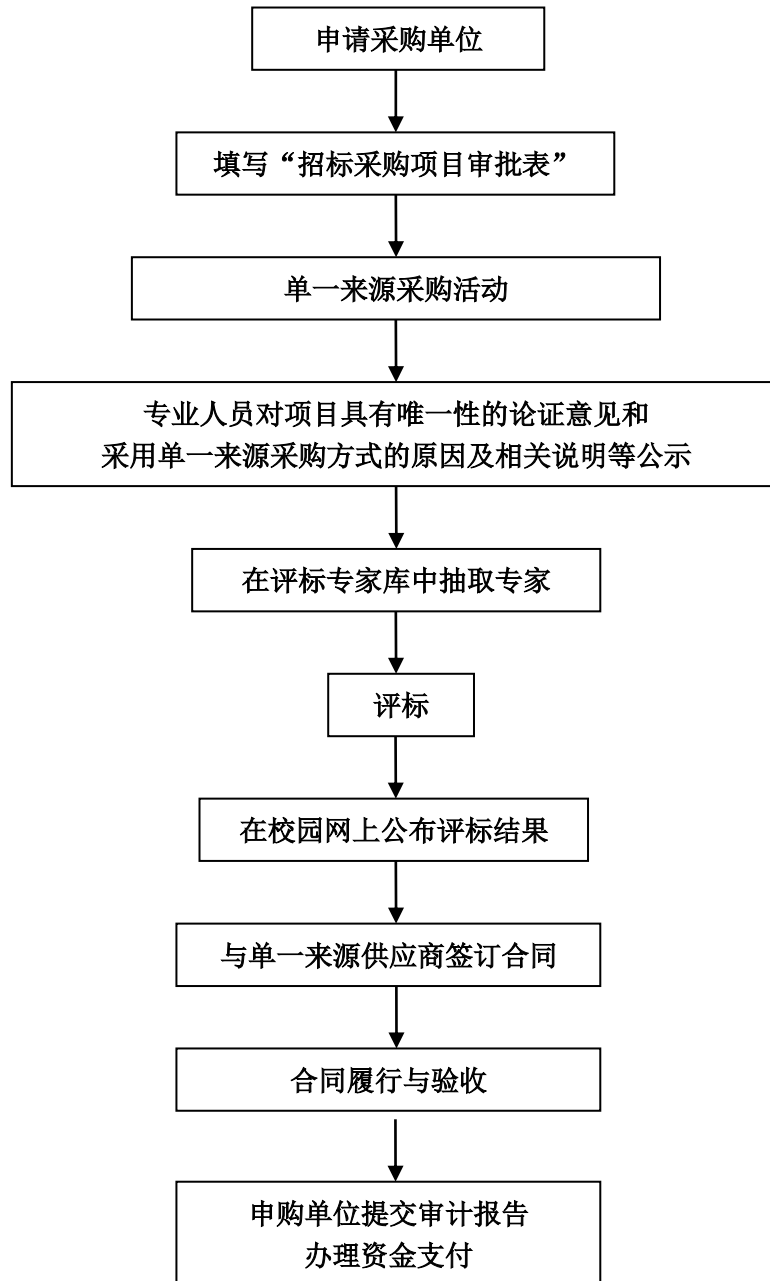 申请采购单位
填写“招标采购项目审批表”
单一来源采购活动
专业人员对项目具有唯一性的论证意见和
采用单一来源采购方式的原因及相关说明等公示
在评标专家库中抽取专家
评标
在校园网上公布评标结果
与单一来源供应商签订合同
合同履行与验收
申购单位提交审计报告
办理资金支付